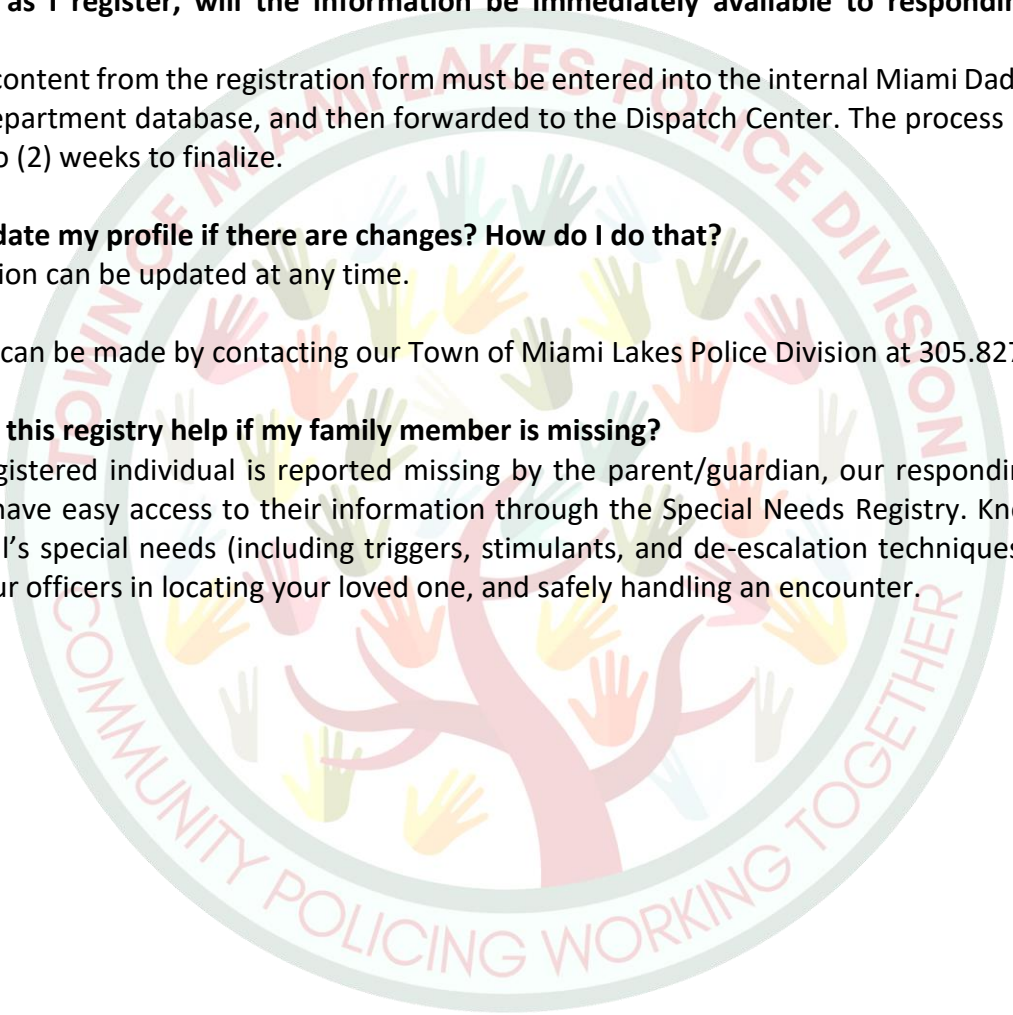 as I register, will the information be immediately available to respondin
content from the registration form must be entered into the internal Miami Dad
epartment database, and then forwarded to the Dispatch Center. The process
o (2) weeks to finalize.
date my profile if there are changes? How do I do that?
ion can be updated at any time.
can be made by contacting our Town of Miami Lakes Police Division at 305.827
this registry help if my family member is missing?
gistered individual is reported missing by the parent/guardian, our respondin
have easy access to their information through the Special Needs Registry. Kno
l’s special needs (including triggers, stimulants, and de-escalation techniques
ur officers in locating your loved one, and safely handling an encounter.
TOWN OF MIAMI LAKES POLICE DIVISION
COMMUNITY POLICING WORKING TOGETHER